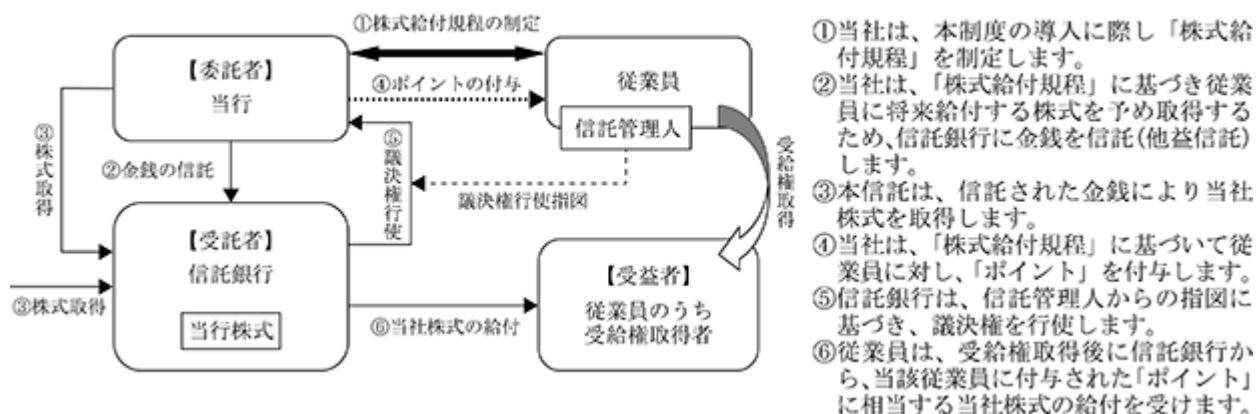 ①株式給付規程の制定
【委託者】
当行
④ポイントの付与
従業員
信託管理人
③株式取得
②金銭の信託
⑤議決権行使
議決権行使指図
受給権取得
【受託者】
信託銀行
当行株式
③株式取得
⑥当社株式の給付
【受益者】
従業員のうち
受給権取得者
①当社は、本制度の導入に際し「株式給
付規程」を制定します。
②当社は、「株式給付規程」に基づき従業
員に将来給付する株式を予め取得する
ため、信託銀行に金銭を信託(他益信託)
します。
③本信託は、信託された金銭により当社
株式を取得します。
④当社は、「株式給付規程」に基づいて従
業員に対し、「ポイント」を付与します。
⑤信託銀行は、信託管理人からの指図に
基づき、議決権を行使します。
⑥従業員は、受給権取得後に信託銀行か
ら、当該従業員に付与された「ポイント」
に相当する当社株式の給付を受けます。